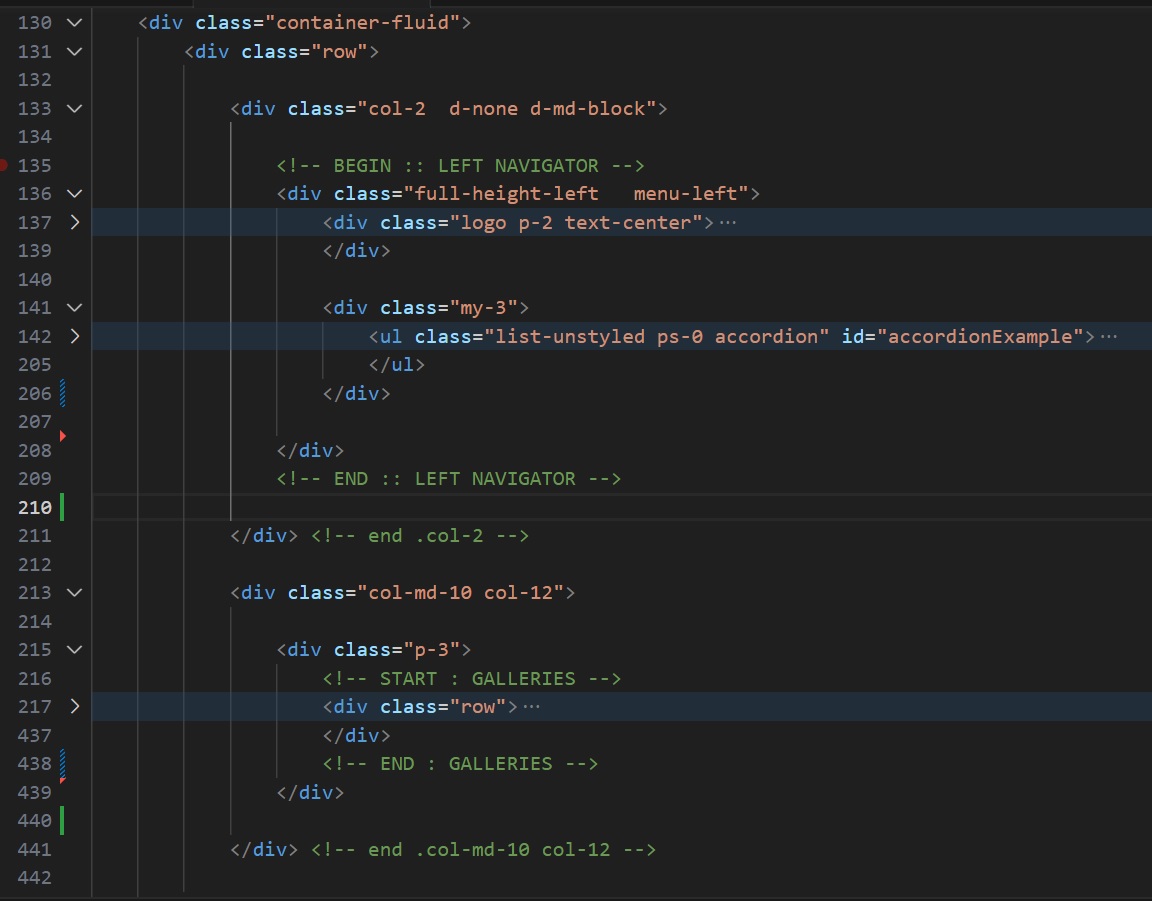 130 <div class="container-fluid">
131 <div class="row">
132
133 <div class="col-2  d-none d-md-block">
134
135 <!-- BEGIN :: LEFT NAVIGATOR -->
136 <div class="full-height-left   menu-left">
137 <div class="logo p-2 text-center">···
139 </div>
140
141 <div class="my-3">
142 <ul class="list-unstyled ps-0 accordion" id="accordionExample">···
205 </ul>
206 </div>
207
208 </div>
209 <!-- END :: LEFT NAVIGATOR -->
210
211 </div> <!-- end .col-2 -->
212
213 <div class="col-md-10 col-12">
214
215 <div class="p-3">
216 <!-- START : GALLERIES -->
217 <div class="row">···
437 </div>
438 <!-- END : GALLERIES -->
439 </div>
440
441 </div> <!-- end .col-md-10 col-12 -->
442